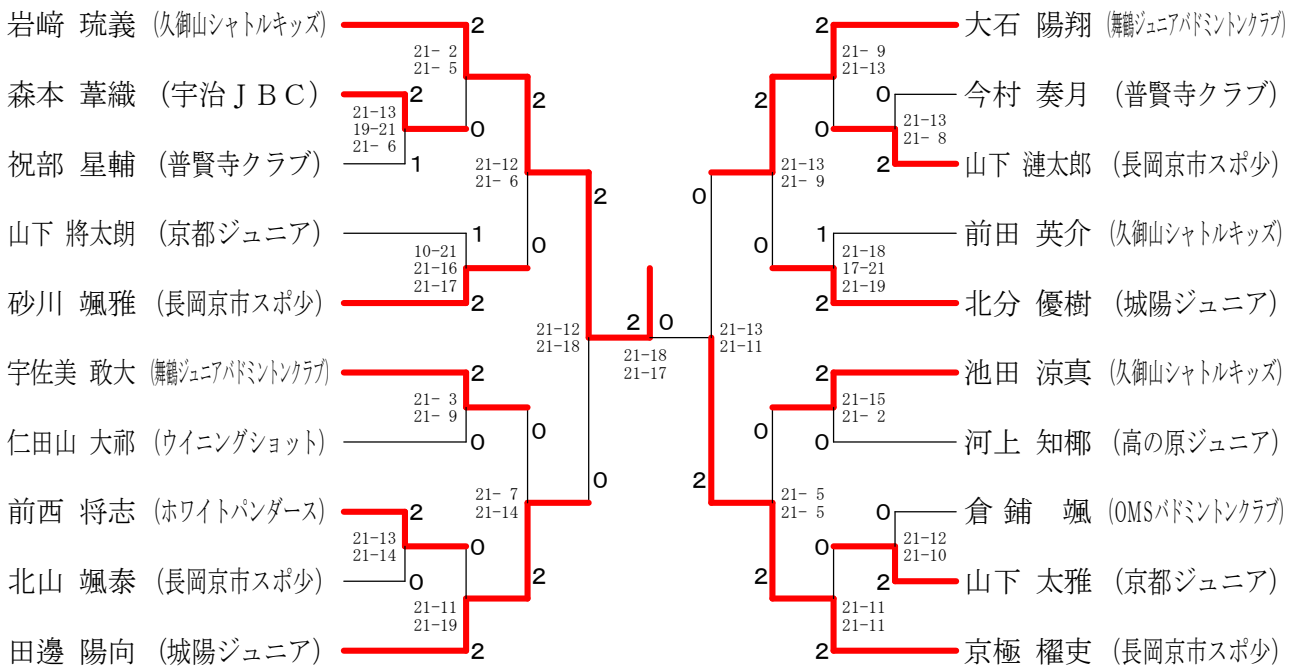 岩﨑 琉義 (久御山シャトルキッズ) 2
21- 2
21- 5
森本 葦織 (宇治ＪＢＣ) 2
21-13
19-21
21- 6
0
祝部 星輔 (普賢寺クラブ) 1
2
21-12
21- 6
山下 將太朗 (京都ジュニア) 1
10-21
21-16
21-17
0
砂川 颯雅 (長岡京市スポ少) 2
2
21-12
21-18
宇佐美 敢大 (舞鶴ジュニアバドミントンクラブ) 2
21- 3
21- 9
仁田山 大祁 (ウイニングショット) 0
0
21- 7
21-14
0
前西 将志 (ホワイトパンダース) 2
21-13
21-14
0
北山 颯泰 (長岡京市スポ少) 0
21-11
21-19
2
田邊 陽向 (城陽ジュニア) 2
2 0
21-18
21-17
2 大石 陽翔 (舞鶴ジュニアバドミントンクラブ)
21- 9
21-13
0 今村 奏月 (普賢寺クラブ)
21-13
21- 8
0
2 山下 漣太郎 (長岡京市スポ少)
2
21-13
21- 9
0
1 前田 英介 (久御山シャトルキッズ)
21-18
17-21
21-19
0
2 北分 優樹 (城陽ジュニア)
21-13
21-11
2 池田 涼真 (久御山シャトルキッズ)
21-15
21- 2
0 河上 知椰 (高の原ジュニア)
0
21- 5
21- 5
2
0 倉鋪 颯 (OMSバドミントンクラブ)
21-12
21-10
0
2 山下 太雅 (京都ジュニア)
21-11
21-11
2
2 京極 櫂吏 (長岡京市スポ少)